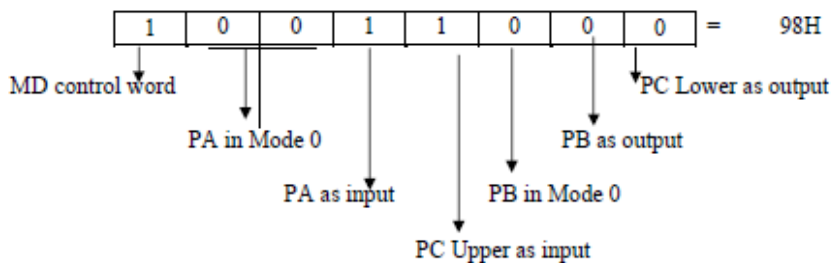 1 0 0 1 1 0 0 0 = 98H
MD control word
PC Lower as output
PA in Mode 0
PB as output
PA as input
PB in Mode 0
PC Upper as input